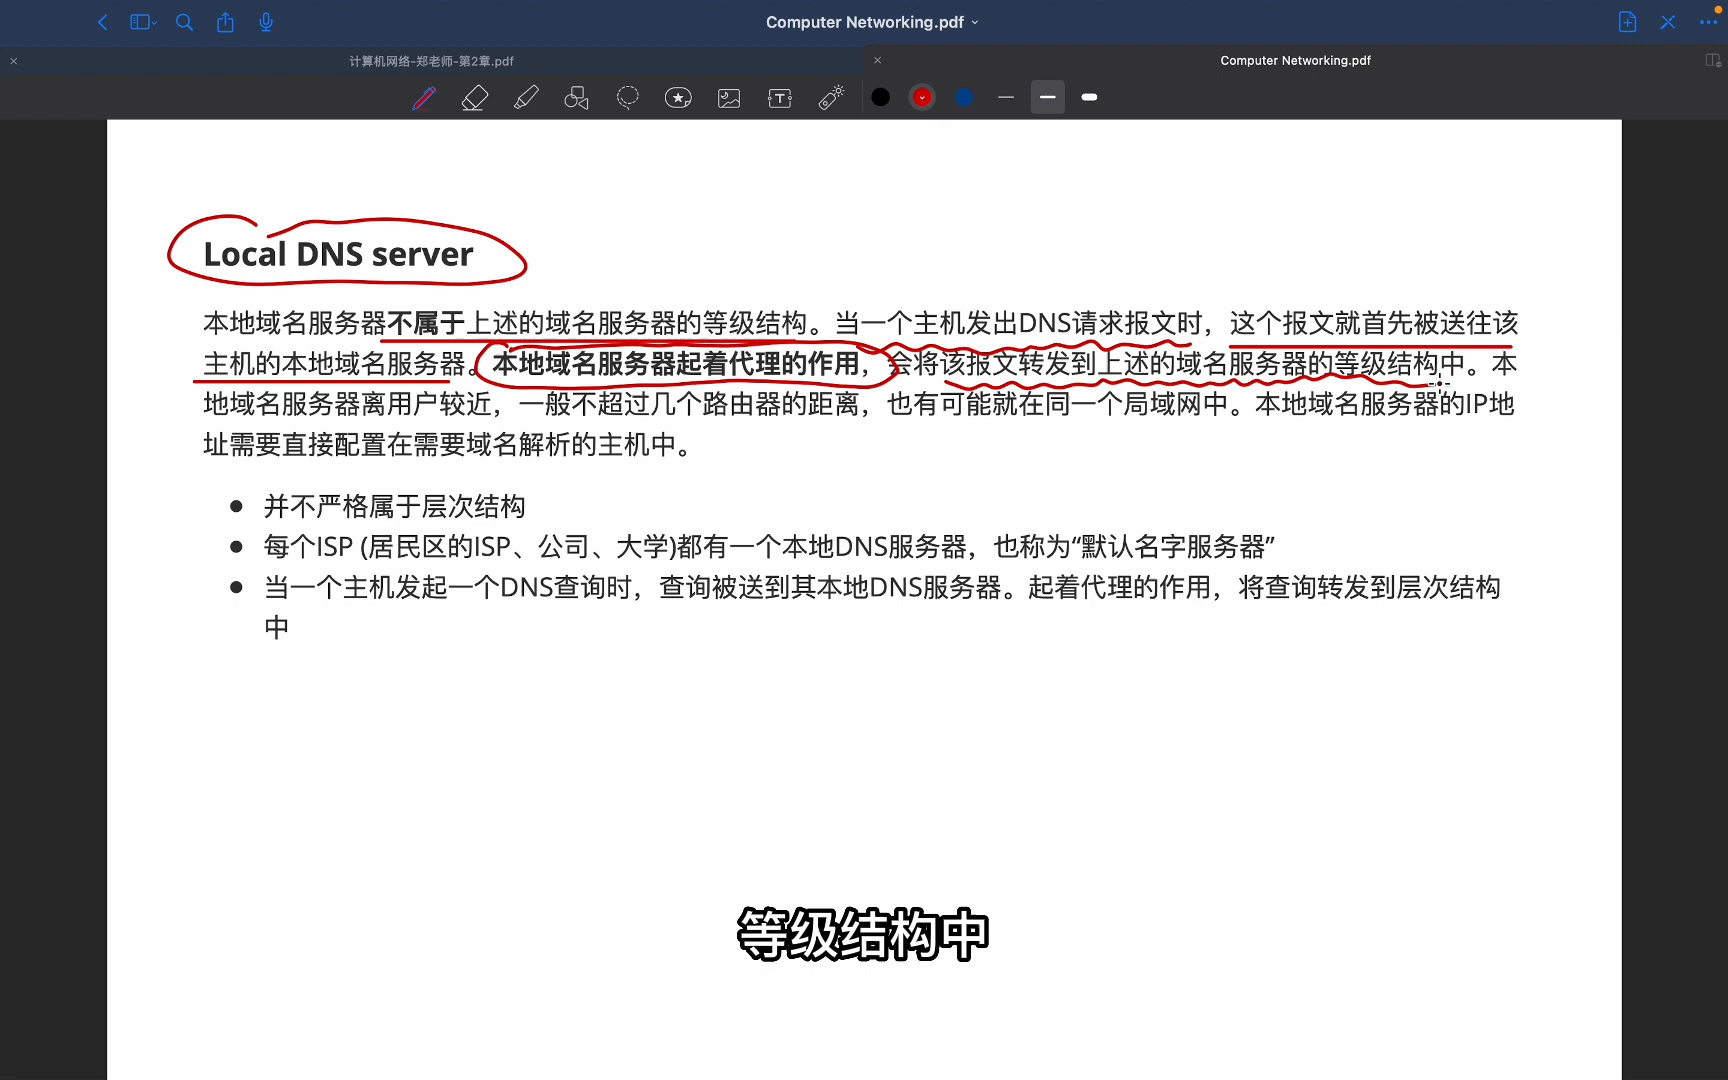 Computer Networking.pdf
计算机网络-郑老师-第2章.pdf
Computer Networking.pdf
Local DNS server
本地域名服务器不属于上述的域名服务器的等级结构。当一个主机发出DNS请求报文时，这个报文就首先被送往该
主机的本地域名服务器。本地域名服务器起着代理的作用，会将该报文转发到上述的域名服务器的等级结构中。本
地域名服务器离用户较近，一般不超过几个路由器的距离，也有可能就在同一个局域网中。本地域名服务器的IP地
址需要直接配置在需要域名解析的主机中。
● 并不严格属于层次结构
● 每个ISP (居民区的ISP、公司、大学)都有一个本地DNS服务器，也称为“默认名字服务器”
● 当一个主机发起一个DNS查询时，查询被送到其本地DNS服务器。起着代理的作用，将查询转发到层次结构
中
等级结构中